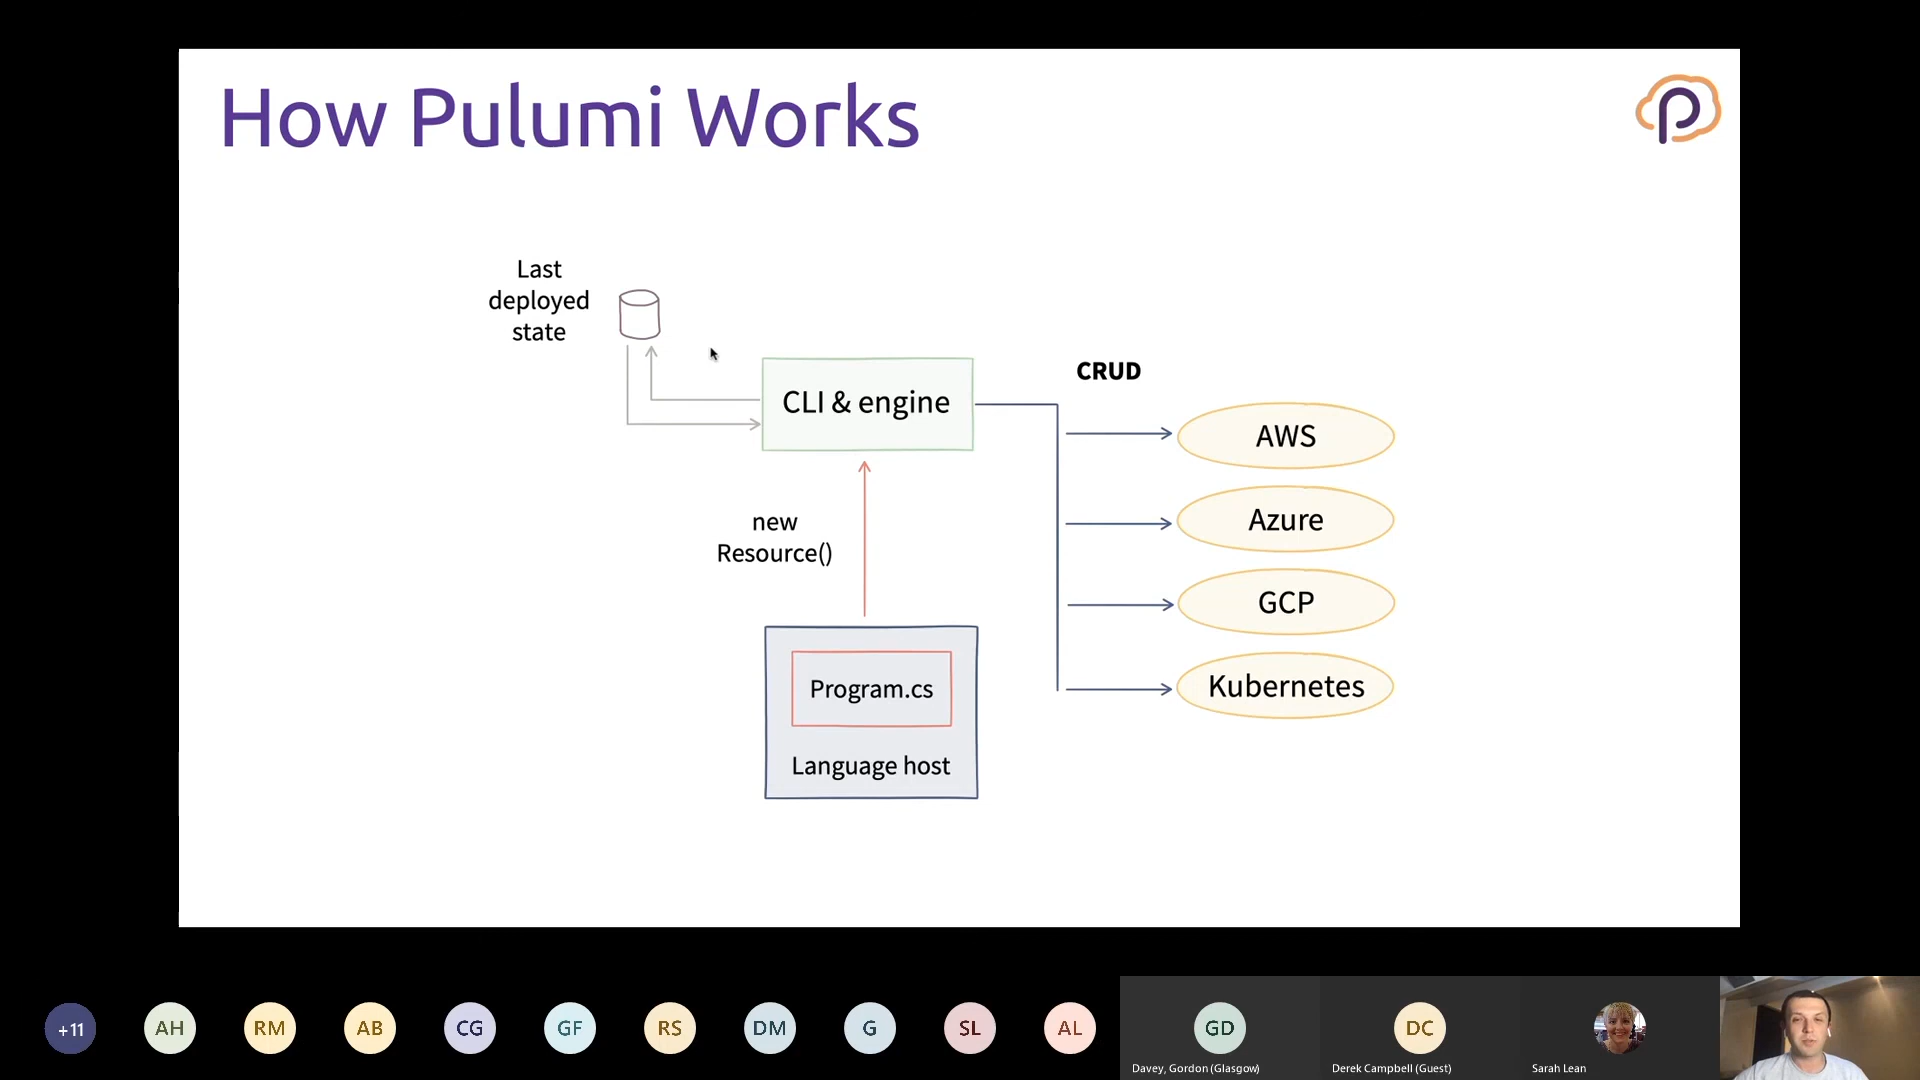 How Pulumi Works
Last
deployed
state
CLI & engine
CRUD
AWS
Azure
GCP
Kubernetes
new
Resource()
Program.cs
Language host
+11
AH
RM
AB
CG
GF
RS
DM
G
SL
AL
GD
DC
Davey, Gordon (Glasgow)
Derek Campbell (Guest)
Sarah Lean